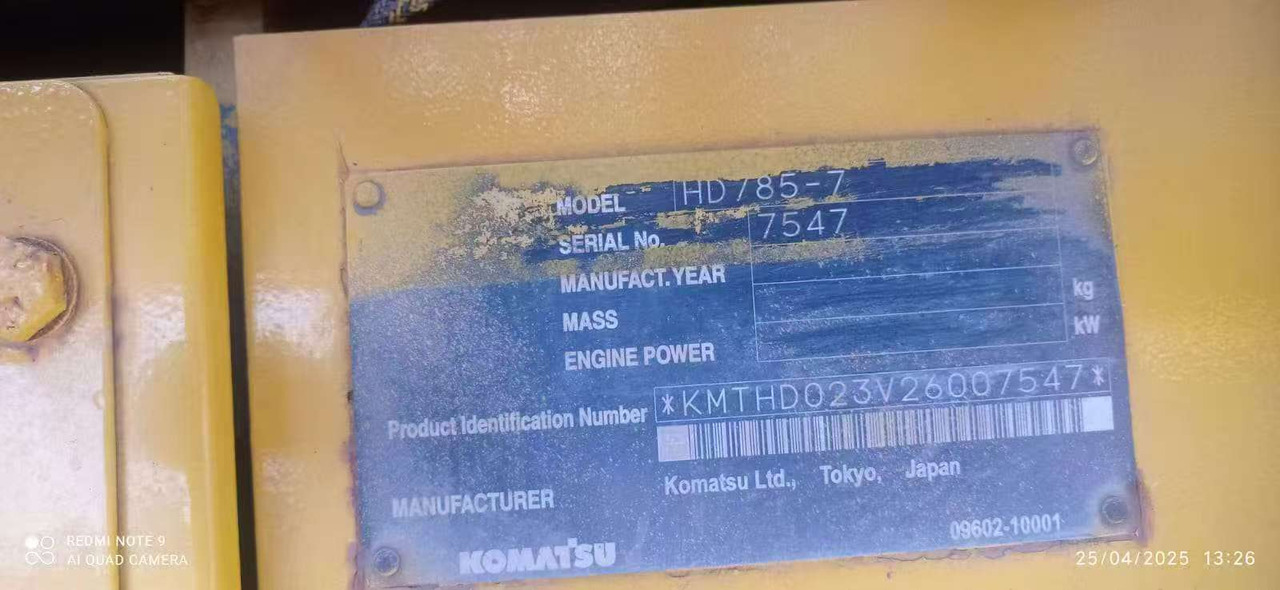 MODEL HD785-7
SERIAL No. 7547
MANUFACT.YEAR
MASS kg
ENGINE POWER kW
Product Identification Number *KMTHD023V26007547*
MANUFACTURER Komatsu Ltd., Tokyo, Japan
09602-10001
KOMATSU
REDMI NOTE 9
AI QUAD CAMERA
25/04/2025 13:26